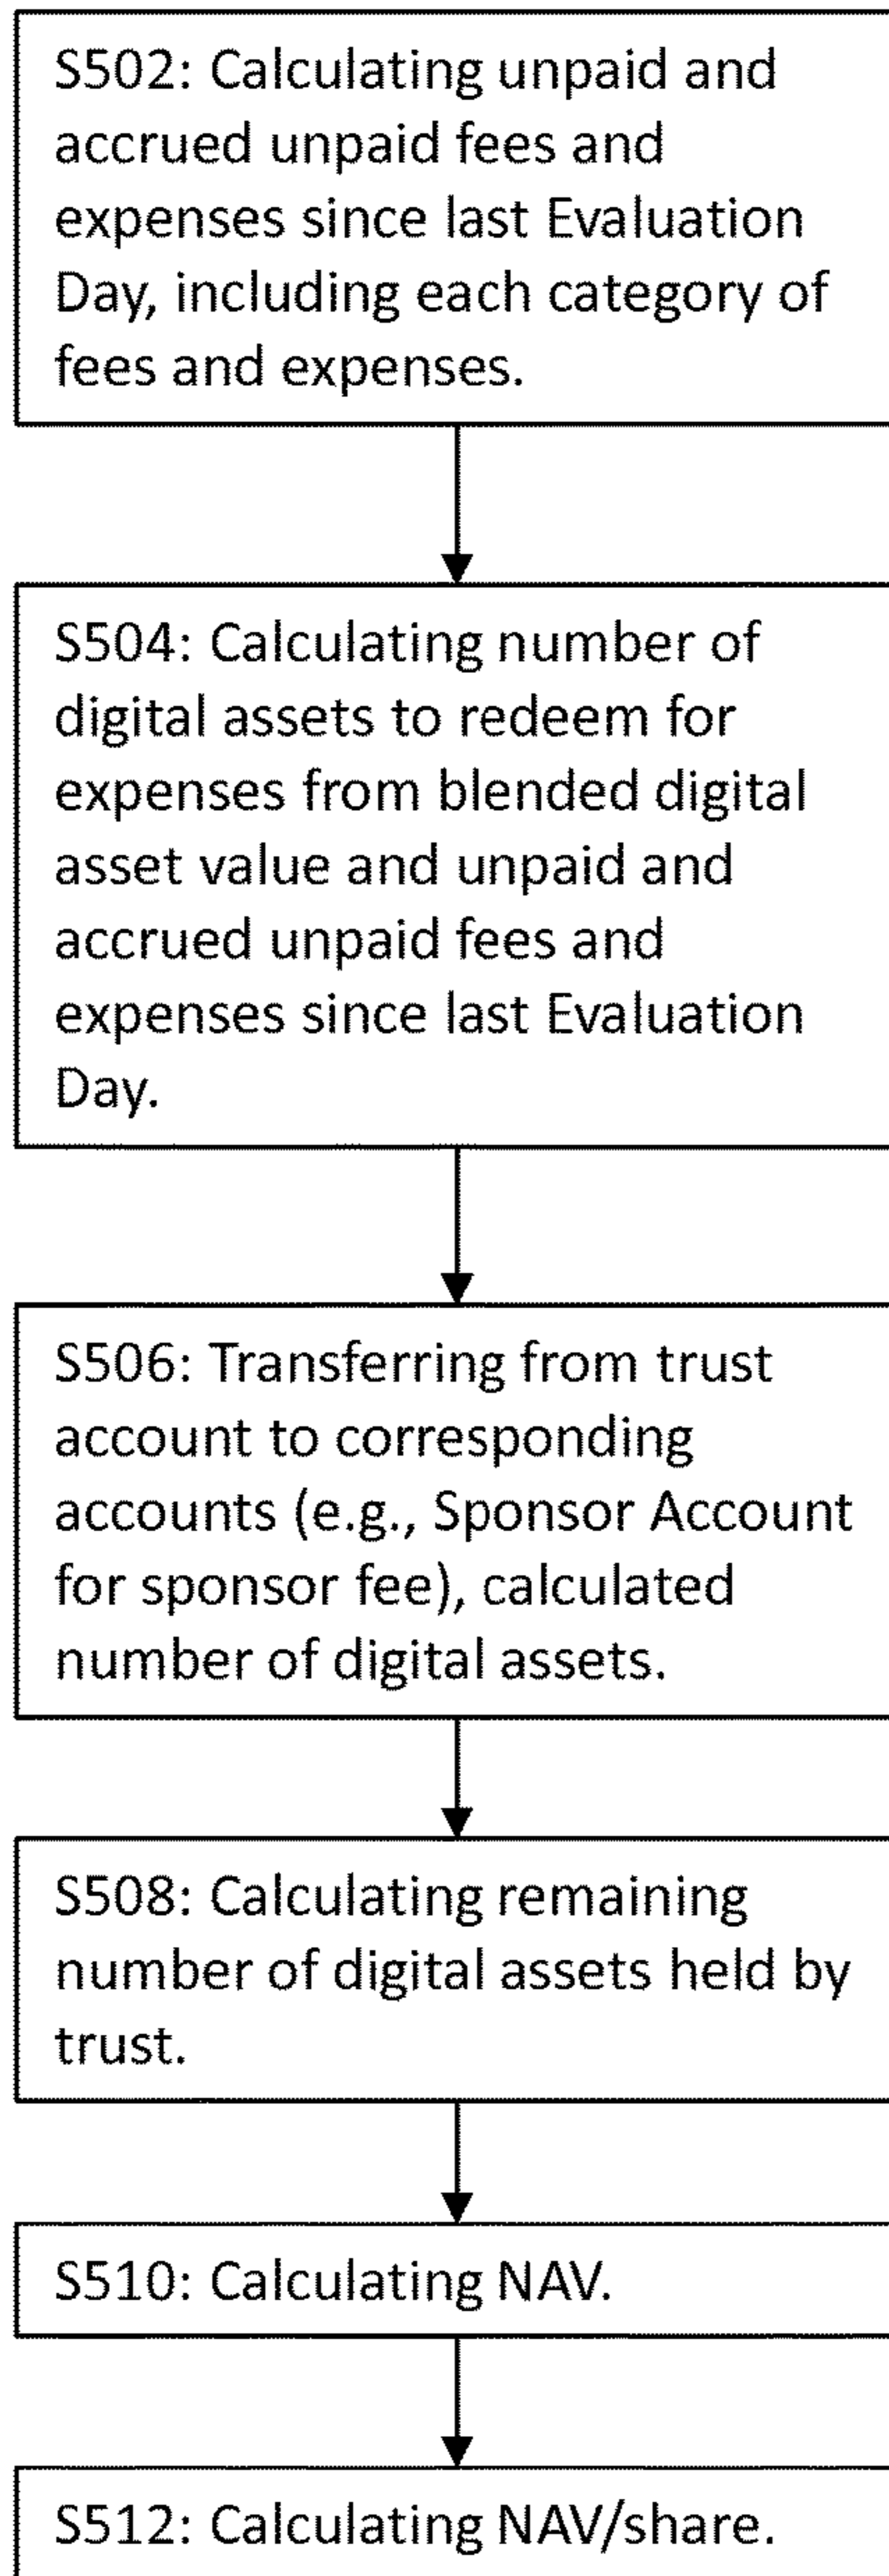 S502: Calculating unpaid and
accrued unpaid fees and
expenses since last Evaluation
Day, including each category of
fees and expenses.
S504: Calculating number of
digital assets to redeem for
expenses from blended digital
asset value and unpaid and
accrued unpaid fees and
expenses since last Evaluation
Day.
S506: Transferring from trust
account to corresponding
accounts (e.g., Sponsor Account
for sponsor fee), calculated
number of digital assets.
S508: Calculating remaining
number of digital assets held by
trust.
S510: Calculating NAV.
S512: Calculating NAV/share.